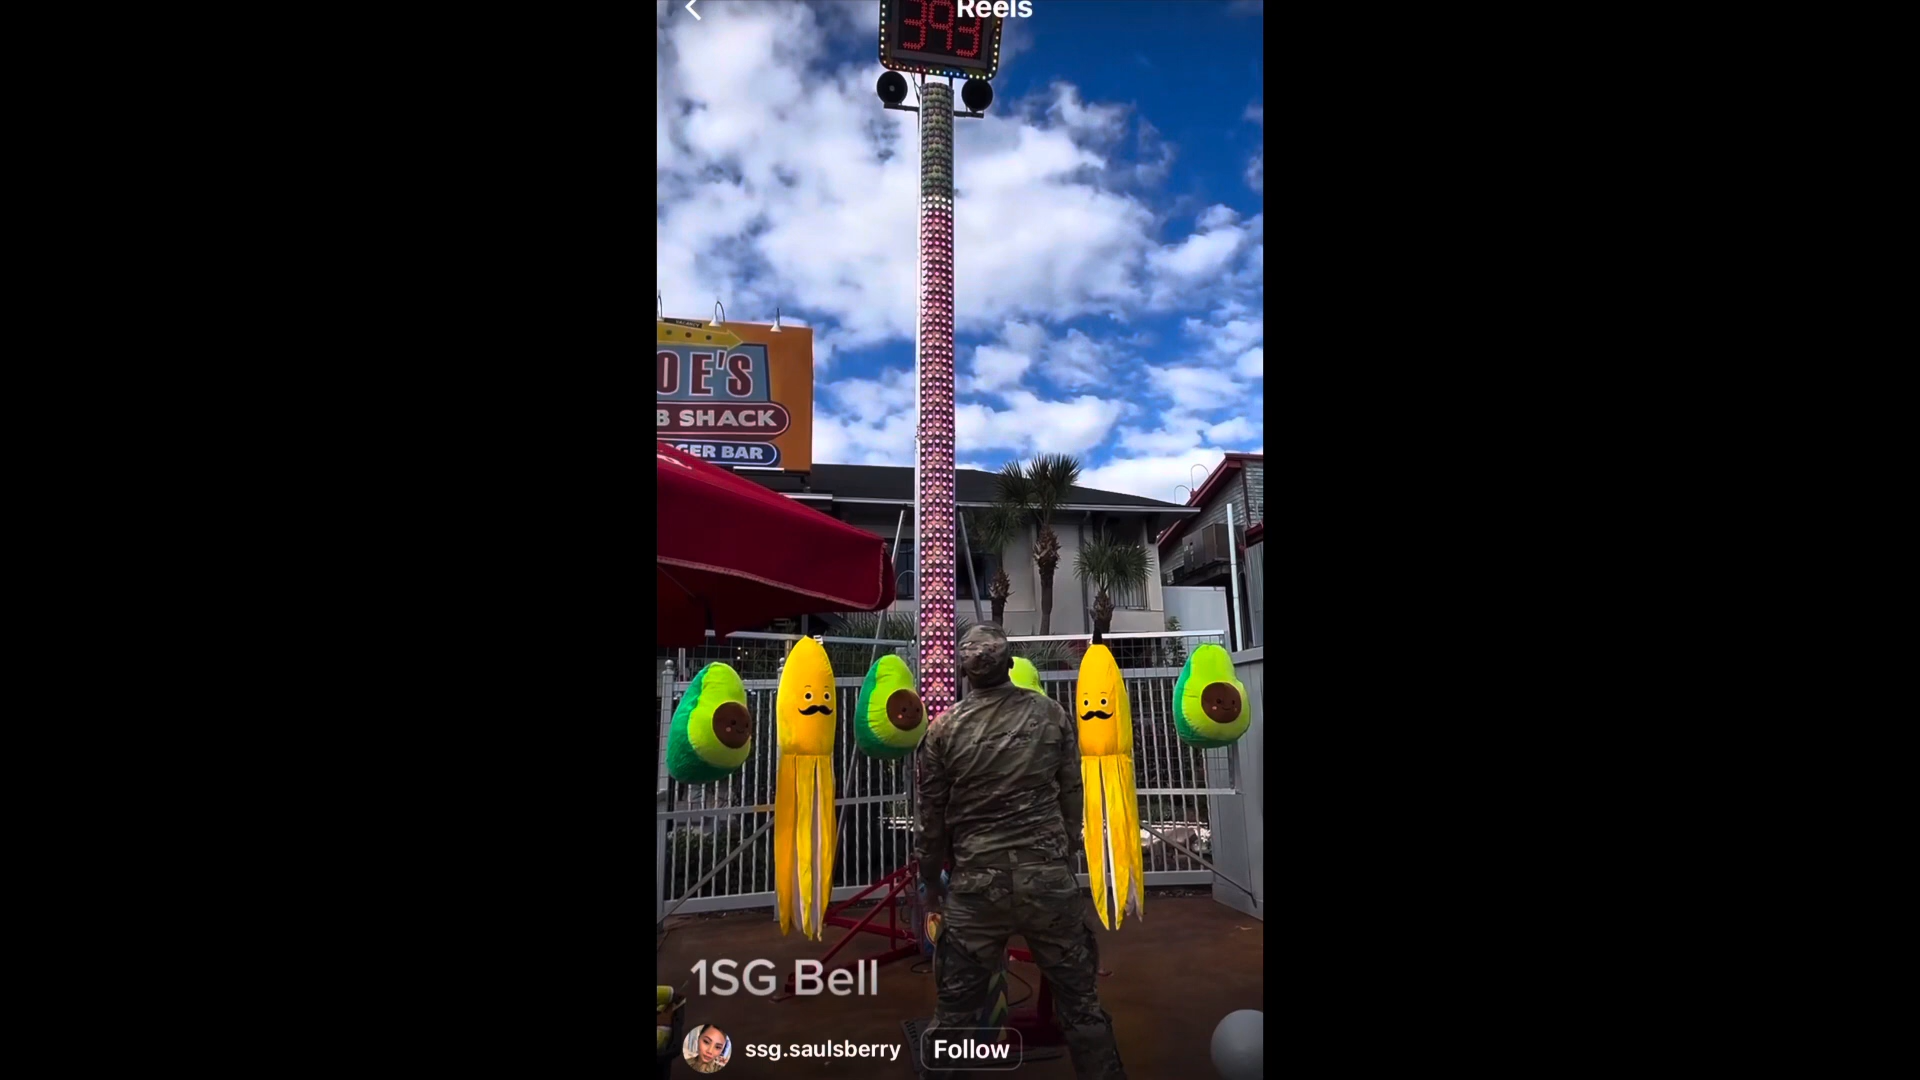 Reels
393
OE'S
B SHACK
GER BAR
1SG Bell
ssg.saulsberry
Follow